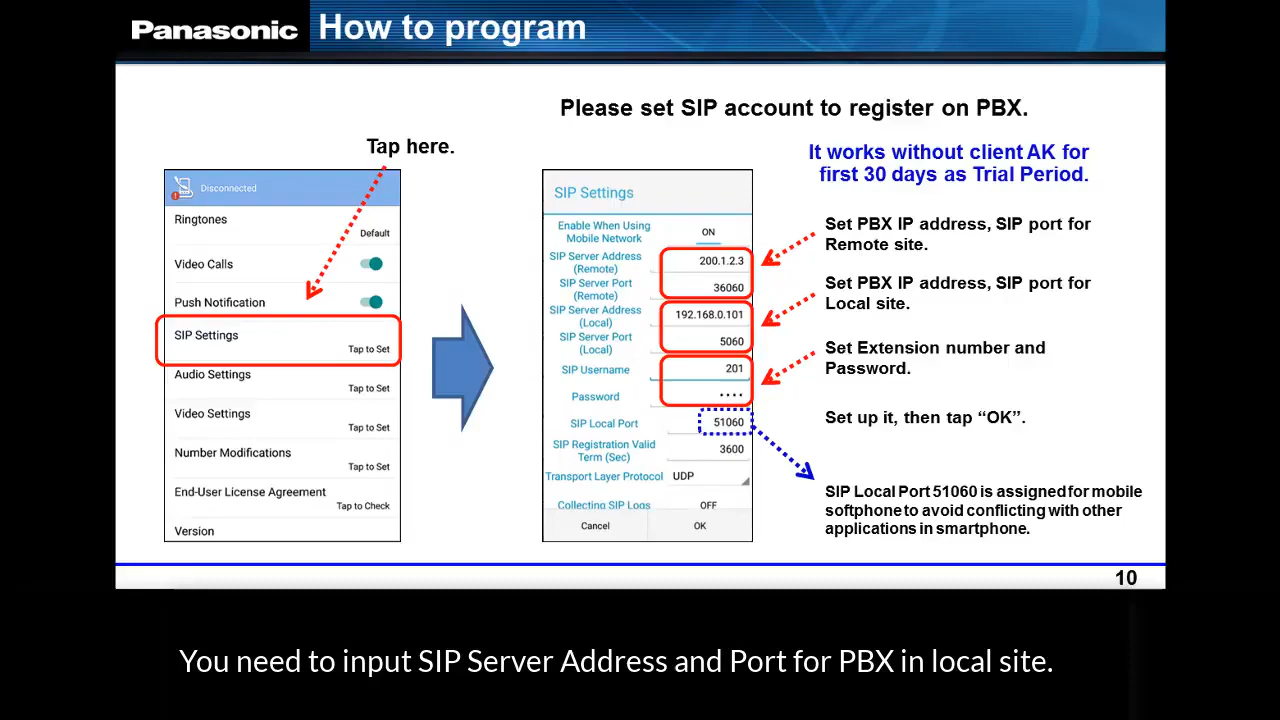 Panasonic
How to program
Please set SIP account to register on PBX.
Tap here.
It works without client AK for
first 30 days as Trial Period.
Disconnected
Ringtones
Default
Video Calls
Push Notification
SIP Settings
Tap to Set
Audio Settings
Tap to Set
Video Settings
Tap to Set
Number Modifications
Tap to Set
End-User License Agreement
Tap to Check
Version
SIP Settings
Enable When Using
Mobile Network
ON
SIP Server Address
(Remote)
200.1.2.3
SIP Server Port
(Remote)
36060
SIP Server Address
(Local)
192.168.0.101
SIP Server Port
(Local)
5060
SIP Username
201
Password
••••
SIP Local Port
51060
SIP Registration Valid
Term (Sec)
3600
Transport Layer Protocol
UDP
Collecting SIP Logs
OFF
Cancel
OK
Set PBX IP address, SIP port for
Remote site.
Set PBX IP address, SIP port for
Local site.
Set Extension number and
Password.
Set up it, then tap “OK”.
SIP Local Port 51060 is assigned for mobile
softphone to avoid conflicting with other
applications in smartphone.
10
You need to input SIP Server Address and Port for PBX in local site.